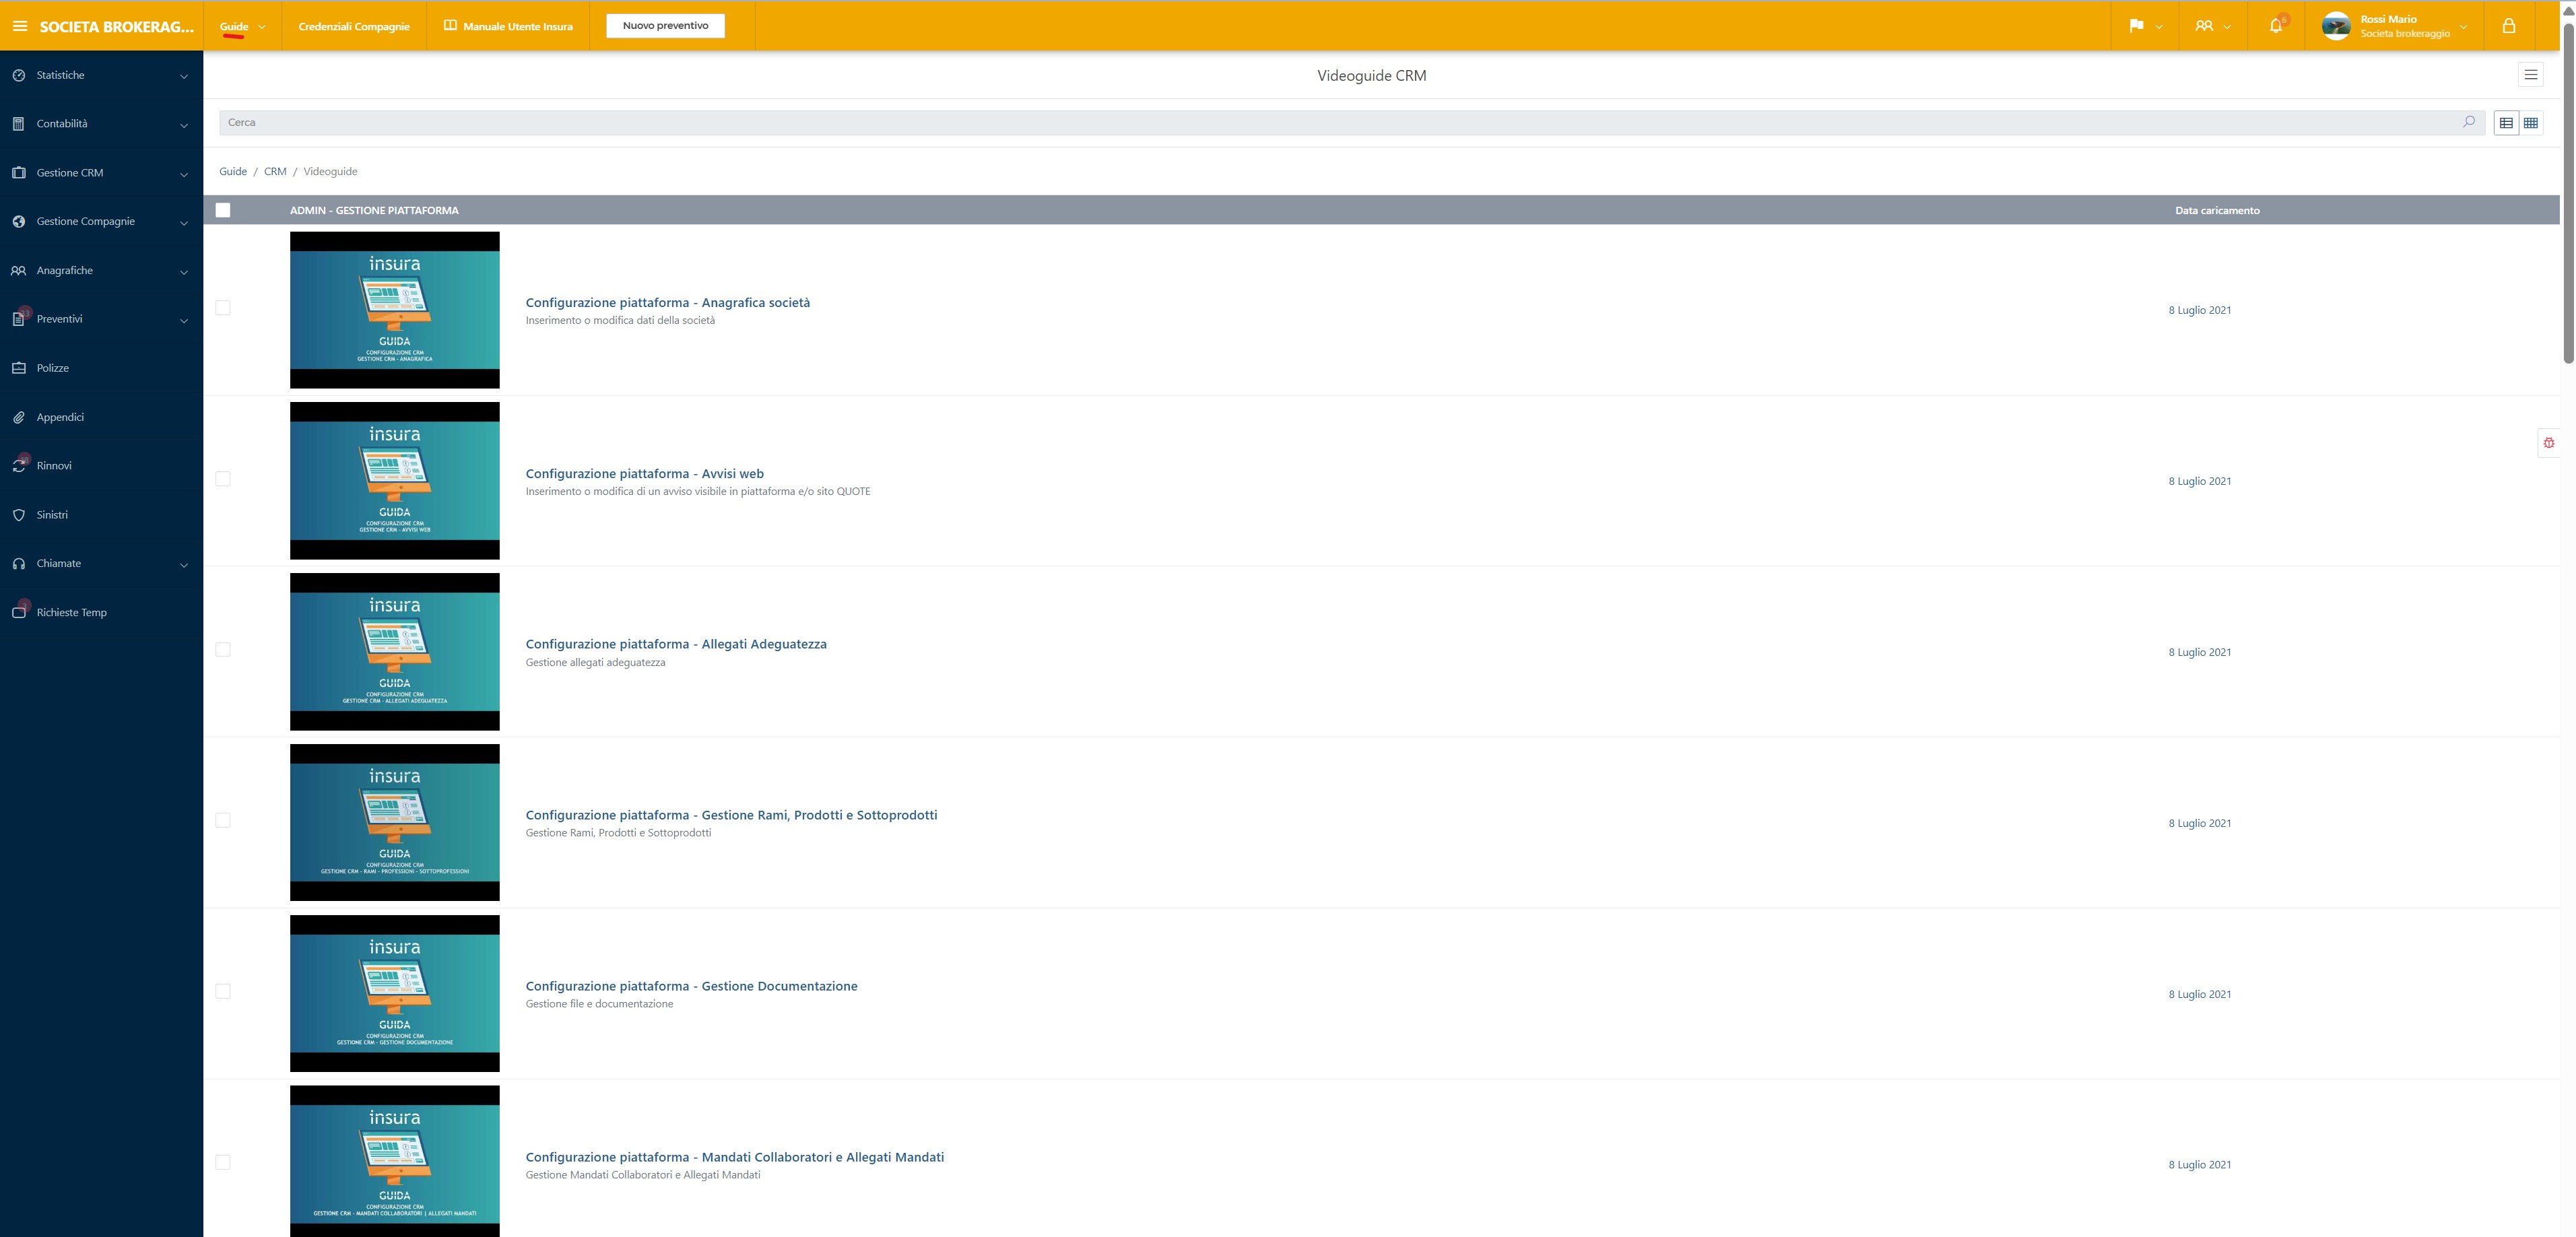 SOCIETA BROKERAG...
Guide
Credenziali Compagnie
Manuale Utente Insura
Nuovo preventivo
6
Rossi Mario
Societa brokeraggio
Statistiche
Contabilità
Gestione CRM
Gestione Compagnie
Anagrafiche
Preventivi
Polizze
Appendici
Rinnovi
Sinistri
Chiamate
Richieste Temp
Videoguide CRM
Cerca
Guide / CRM / Videoguide
ADMIN - GESTIONE PIATTAFORMA
Data caricamento
insura
GUIDA
CONFIGURAZIONE CRM
GESTIONE CRM - ANAGRAFICA
Configurazione piattaforma - Anagrafica società
Inserimento o modifica dati della società
8 Luglio 2021
insura
GUIDA
CONFIGURAZIONE CRM
GESTIONE CRM - AVVISI WEB
Configurazione piattaforma - Avvisi web
Inserimento o modifica di un avviso visibile in piattaforma e/o sito QUOTE
8 Luglio 2021
insura
GUIDA
CONFIGURAZIONE CRM
GESTIONE CRM - ALLEGATI ADEGUATEZZA
Configurazione piattaforma - Allegati Adeguatezza
Gestione allegati adeguatezza
8 Luglio 2021
insura
GUIDA
CONFIGURAZIONE CRM
GESTIONE CRM - RAMI - PROFESSIONI - SOTTOPROFESSIONI
Configurazione piattaforma - Gestione Rami, Prodotti e Sottoprodotti
Gestione Rami, Prodotti e Sottoprodotti
8 Luglio 2021
insura
GUIDA
CONFIGURAZIONE CRM
GESTIONE CRM - GESTIONE DOCUMENTAZIONE
Configurazione piattaforma - Gestione Documentazione
Gestione file e documentazione
8 Luglio 2021
insura
GUIDA
CONFIGURAZIONE CRM
GESTIONE CRM - MANDATI COLLABORATORI | ALLEGATI MANDATI
Configurazione piattaforma - Mandati Collaboratori e Allegati Mandati
Gestione Mandati Collaboratori e Allegati Mandati
8 Luglio 2021